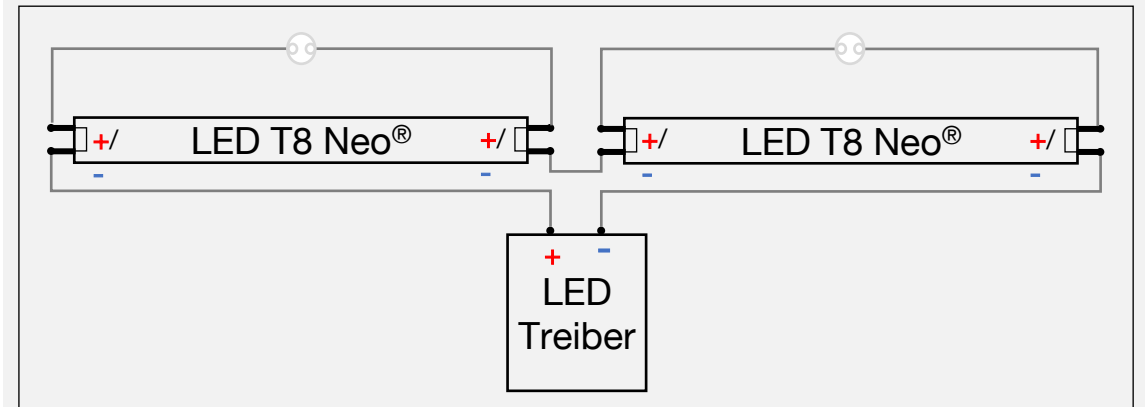 +/ LED T8 Neo® +/
- -
+/ LED T8 Neo® +/
- -
+ -
LED
Treiber